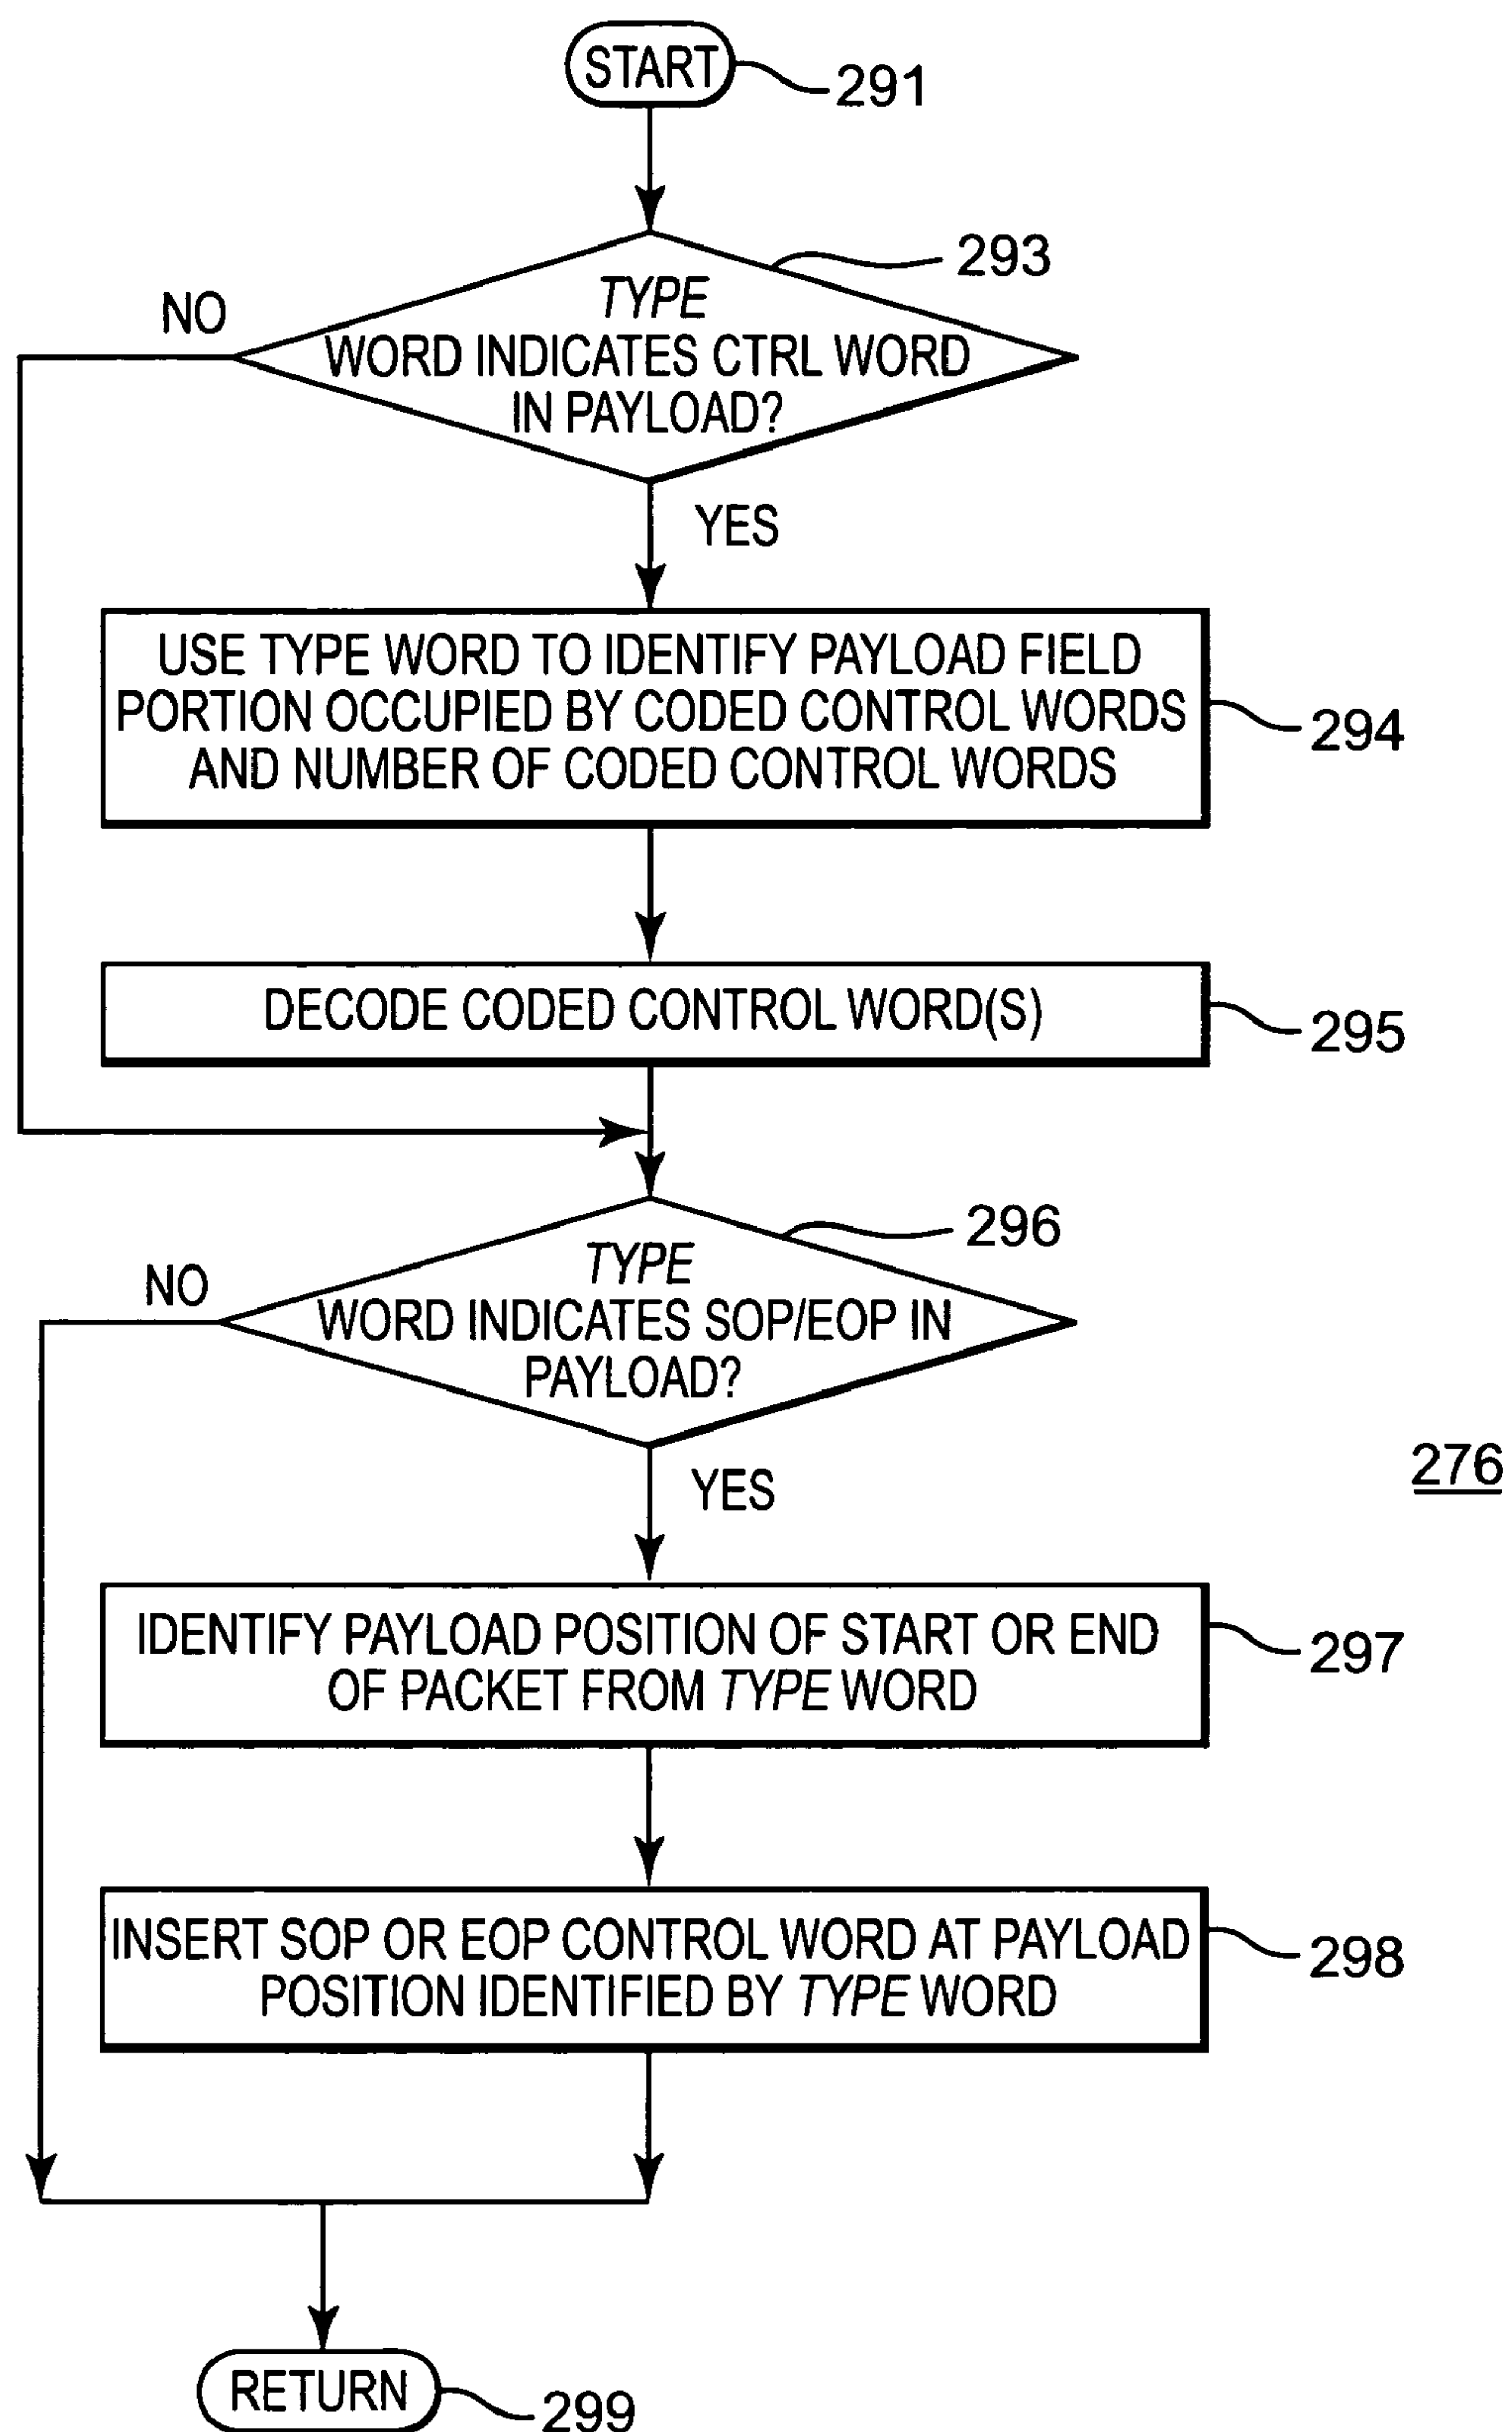 START
291
293
NO
TYPE
WORD INDICATES CTRL WORD
IN PAYLOAD?
YES
USE TYPE WORD TO IDENTIFY PAYLOAD FIELD
PORTION OCCUPIED BY CODED CONTROL WORDS
AND NUMBER OF CODED CONTROL WORDS
294
DECODE CODED CONTROL WORD(S)
295
296
NO
TYPE
WORD INDICATES SOP/EOP IN
PAYLOAD?
276
YES
IDENTIFY PAYLOAD POSITION OF START OR END
OF PACKET FROM TYPE WORD
297
INSERT SOP OR EOP CONTROL WORD AT PAYLOAD
POSITION IDENTIFIED BY TYPE WORD
298
RETURN
299